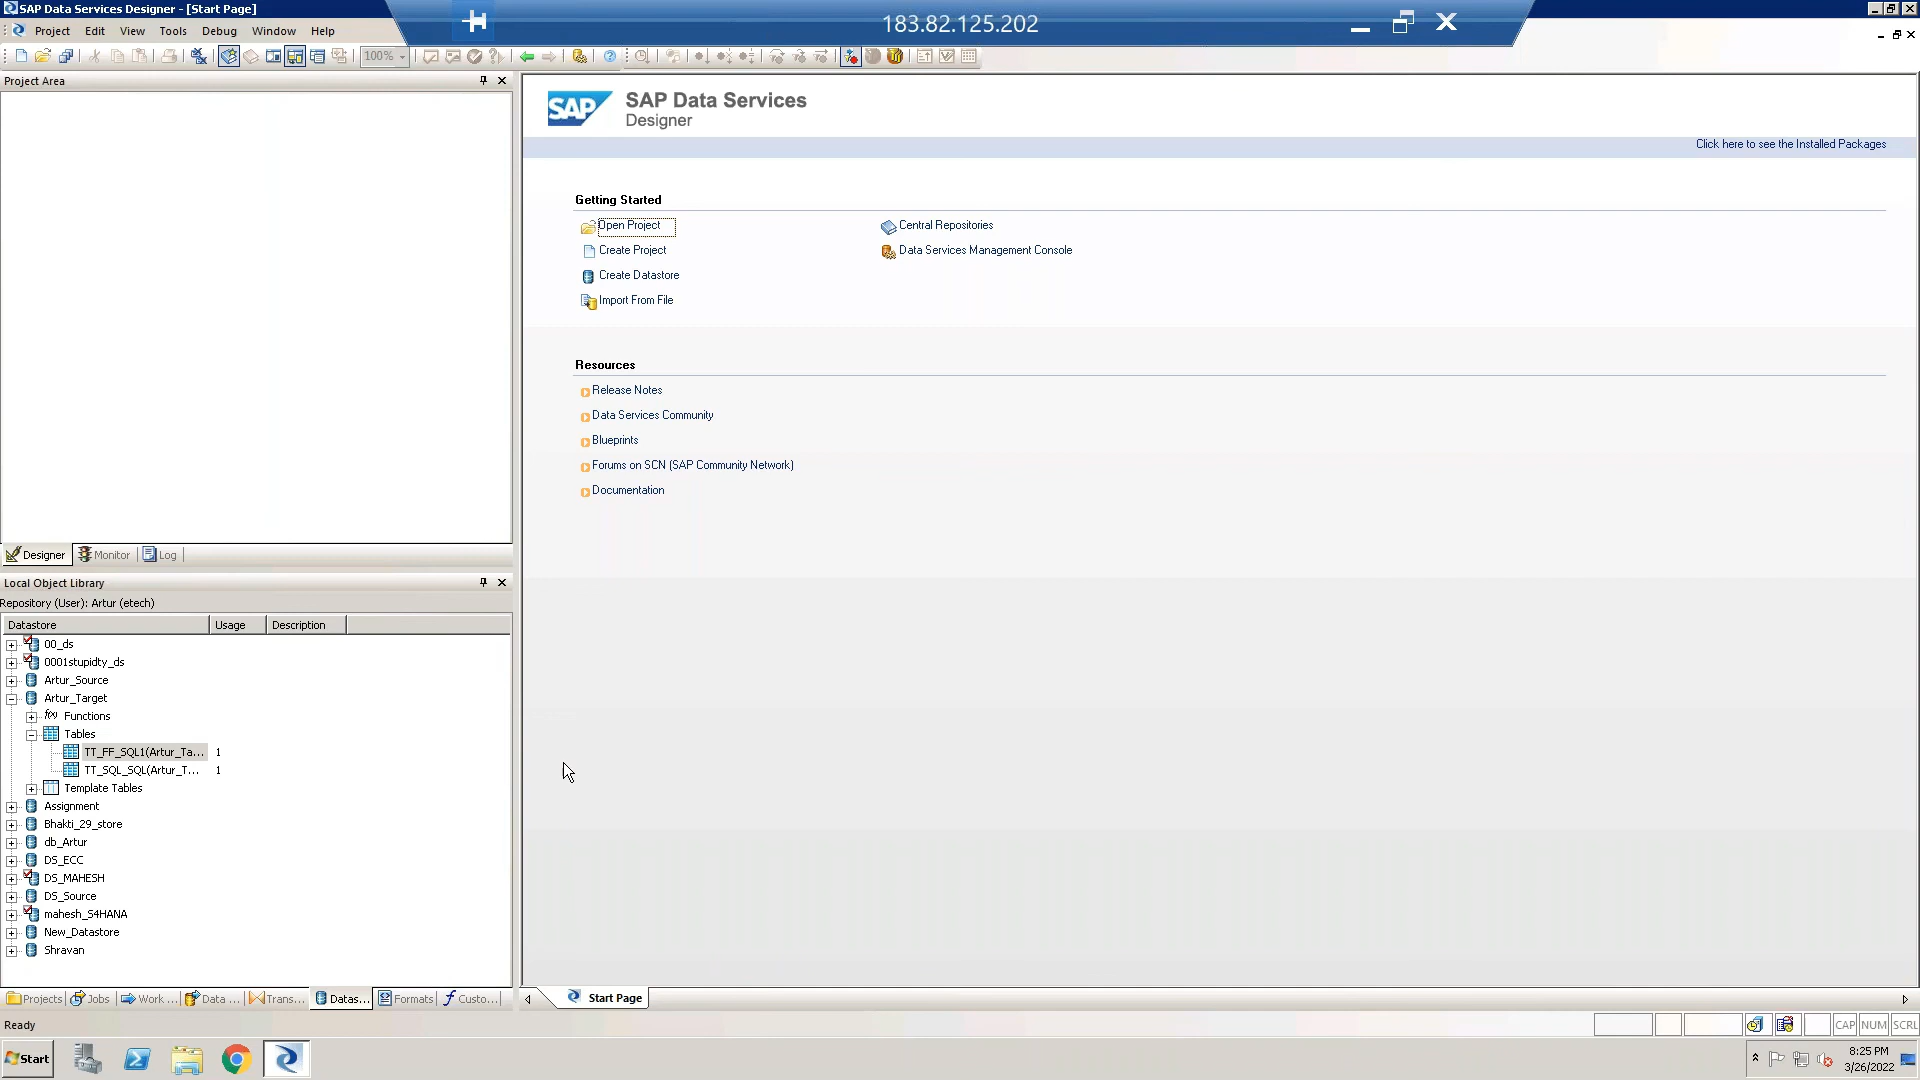 SAP Data Services Designer - [Start Page]
183.82.125.202
Project Edit View Tools Debug Window Help
100%
Project Area
SAP
SAP Data Services
Designer
Click here to see the Installed Packages
Getting Started
Open Project
Central Repositories
Create Project
Data Services Management Console
Create Datastore
Import From File
Resources
Release Notes
Data Services Community
Blueprints
Forums on SCN (SAP Community Network)
Documentation
Designer Monitor Log
Local Object Library
Repository (User): Artur (etech)
Datastore Usage Description
00_ds
0001stupidty_ds
Artur_Source
Artur_Target
f(x) Functions
Tables
TT_FF_SQL1(Artur_Ta... 1
TT_SQL_SQL(Artur_T... 1
Template Tables
Assignment
Bhakti_29_store
db_Artur
DS_ECC
DS_MAHESH
DS_Source
mahesh_S4HANA
New_Datastore
Shravan
Projects Jobs Work ... Data ... Trans... Datas... Formats Custo...
Start Page
Ready
CAP NUM SCRL
Start
8:25 PM
3/26/2022